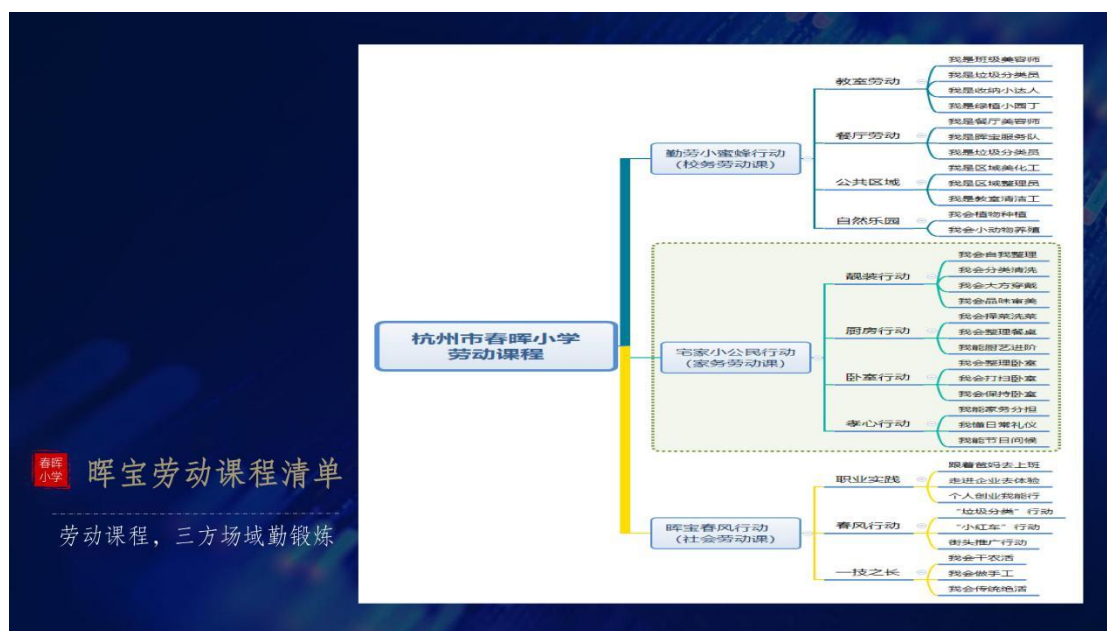 杭州市春晖小学
劳动课程
勤劳小蜜蜂行动
(校务劳动课)
教室劳动
我是班级美容师
我是垃圾分类员
我是收纳小达人
我是绿植小园丁
餐厅劳动
我是餐厅美容师
我是晖宝服务队
我是垃圾分类员
公共区域
我是区域美化工
我是区域整理员
我是教室清洁工
自然乐园
我会植物种植
我会小动物养殖
宅家小公民行动
(家务劳动课)
靓装行动
我会自我整理
我会分类清洗
我会大方穿戴
我会品味审美
厨房行动
我会择菜洗菜
我会整理餐桌
我能厨艺进阶
卧室行动
我会整理卧室
我会打扫卧室
我会保持卧室
孝心行动
我能家务分担
我懂日常礼仪
我能节日问候
晖宝春风行动
(社会劳动课)
职业实践
跟着爸妈去上班
走进企业去体验
个人创业我能行
春风行动
“垃圾分类”行动
“小红车”行动
街头推广行动
一技之长
我会干农活
我会做手工
我会传统绝活
春晖
小学
晖宝劳动课程清单
劳动课程，三方场域勤锻炼